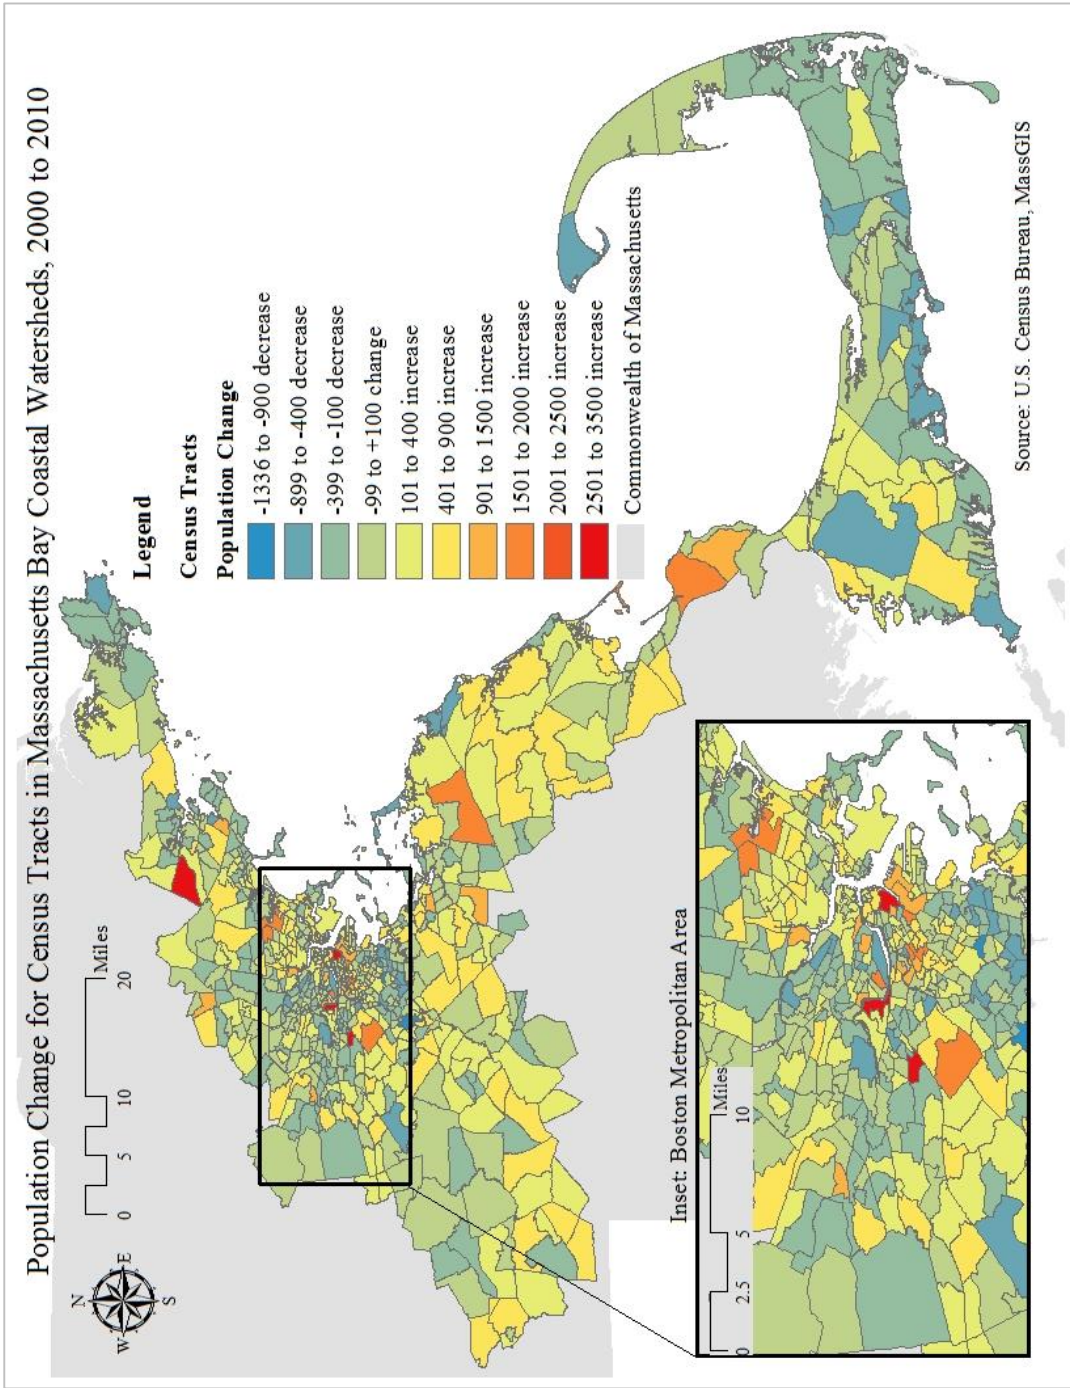 Population Change for Census Tracts in Massachusetts Bay Coastal Watersheds, 2000 to 2010
N
W E
S
Miles
0 5 10 20
Legend
Census Tracts
Population Change
-1336 to -900 decrease
-899 to -400 decrease
-399 to -100 decrease
-99 to +100 change
101 to 400 increase
401 to 900 increase
901 to 1500 increase
1501 to 2000 increase
2001 to 2500 increase
2501 to 3500 increase
Commonwealth of Massachusetts
Inset: Boston Metropolitan Area
Miles
0 2.5 5 10
Source: U.S. Census Bureau, MassGIS